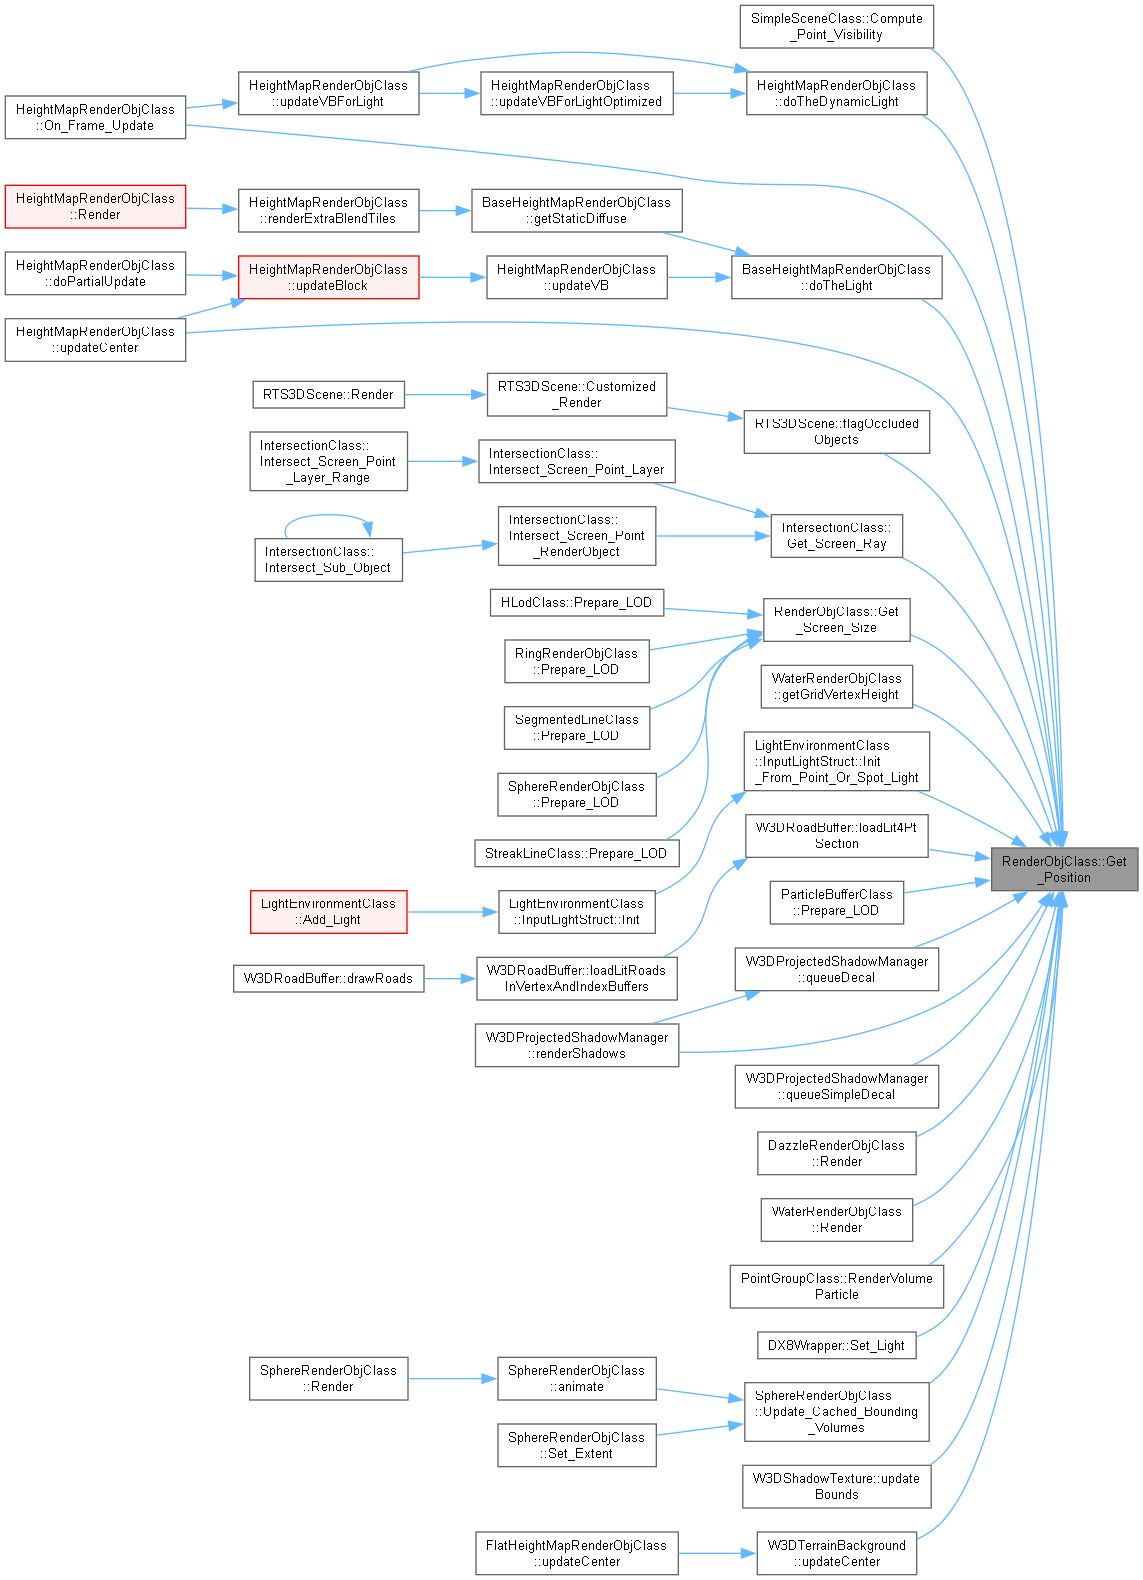 SimpleSceneClass::Compute
_Point_Visibility
HeightMapRenderObjClass
::updateVBForLight
HeightMapRenderObjClass
::updateVBForLightOptimized
HeightMapRenderObjClass
::doTheDynamicLight
HeightMapRenderObjClass
::On_Frame_Update
HeightMapRenderObjClass
::Render
HeightMapRenderObjClass
::renderExtraBlendTiles
BaseHeightMapRenderObjClass
::getStaticDiffuse
HeightMapRenderObjClass
::doPartialUpdate
HeightMapRenderObjClass
::updateBlock
HeightMapRenderObjClass
::updateVB
BaseHeightMapRenderObjClass
::doTheLight
HeightMapRenderObjClass
::updateCenter
RTS3DScene::Render
RTS3DScene::Customized
_Render
RTS3DScene::flagOccluded
Objects
IntersectionClass::
Intersect_Screen_Point
_Layer_Range
IntersectionClass::
Intersect_Screen_Point_Layer
IntersectionClass::
Get_Screen_Ray
IntersectionClass::
Intersect_Screen_Point
_RenderObject
IntersectionClass::
Intersect_Sub_Object
HLodClass::Prepare_LOD
RenderObjClass::Get
_Screen_Size
RingRenderObjClass
::Prepare_LOD
WaterRenderObjClass
::getGridVertexHeight
SegmentedLineClass
::Prepare_LOD
LightEnvironmentClass
::InputLightStruct::Init
_From_Point_Or_Spot_Light
SphereRenderObjClass
::Prepare_LOD
W3DRoadBuffer::loadLit4Pt
Section
StreakLineClass::Prepare_LOD
RenderObjClass::Get
_Position
ParticleBufferClass
::Prepare_LOD
LightEnvironmentClass
::Add_Light
LightEnvironmentClass
::InputLightStruct::Init
W3DRoadBuffer::drawRoads
W3DRoadBuffer::loadLitRoads
InVertexAndIndexBuffers
W3DProjectedShadowManager
::queueDecal
W3DProjectedShadowManager
::renderShadows
W3DProjectedShadowManager
::queueSimpleDecal
DazzleRenderObjClass
::Render
WaterRenderObjClass
::Render
PointGroupClass::RenderVolume
Particle
DX8Wrapper::Set_Light
SphereRenderObjClass
::Render
SphereRenderObjClass
::animate
SphereRenderObjClass
::Update_Cached_Bounding
_Volumes
SphereRenderObjClass
::Set_Extent
W3DShadowTexture::update
Bounds
FlatHeightMapRenderObjClass
::updateCenter
W3DTerrainBackground
::updateCenter